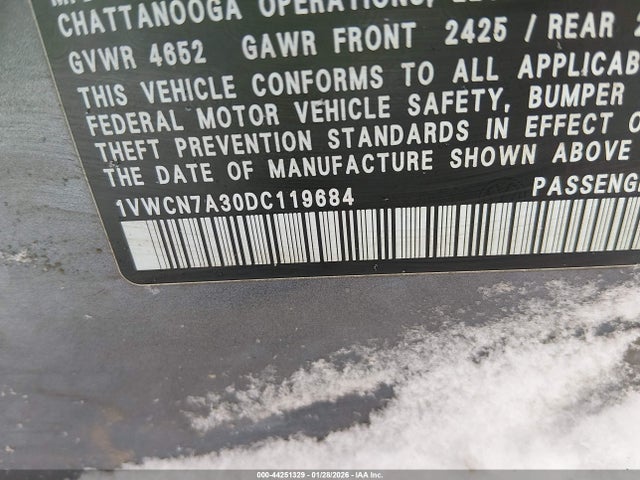 CHATTANOOGA OPERATIONS,
GVWR 4652 GAWR FRONT 2425 / REAR
THIS VEHICLE CONFORMS TO ALL APPLICAB
FEDERAL MOTOR VEHICLE SAFETY, BUMPER
THEFT PREVENTION STANDARDS IN EFFECT O
THE DATE OF MANUFACTURE SHOWN ABOVE
1VWCN7A30DC119684 PASSENG
000-44251329 | 01/28/2026 - IAA, Inc.